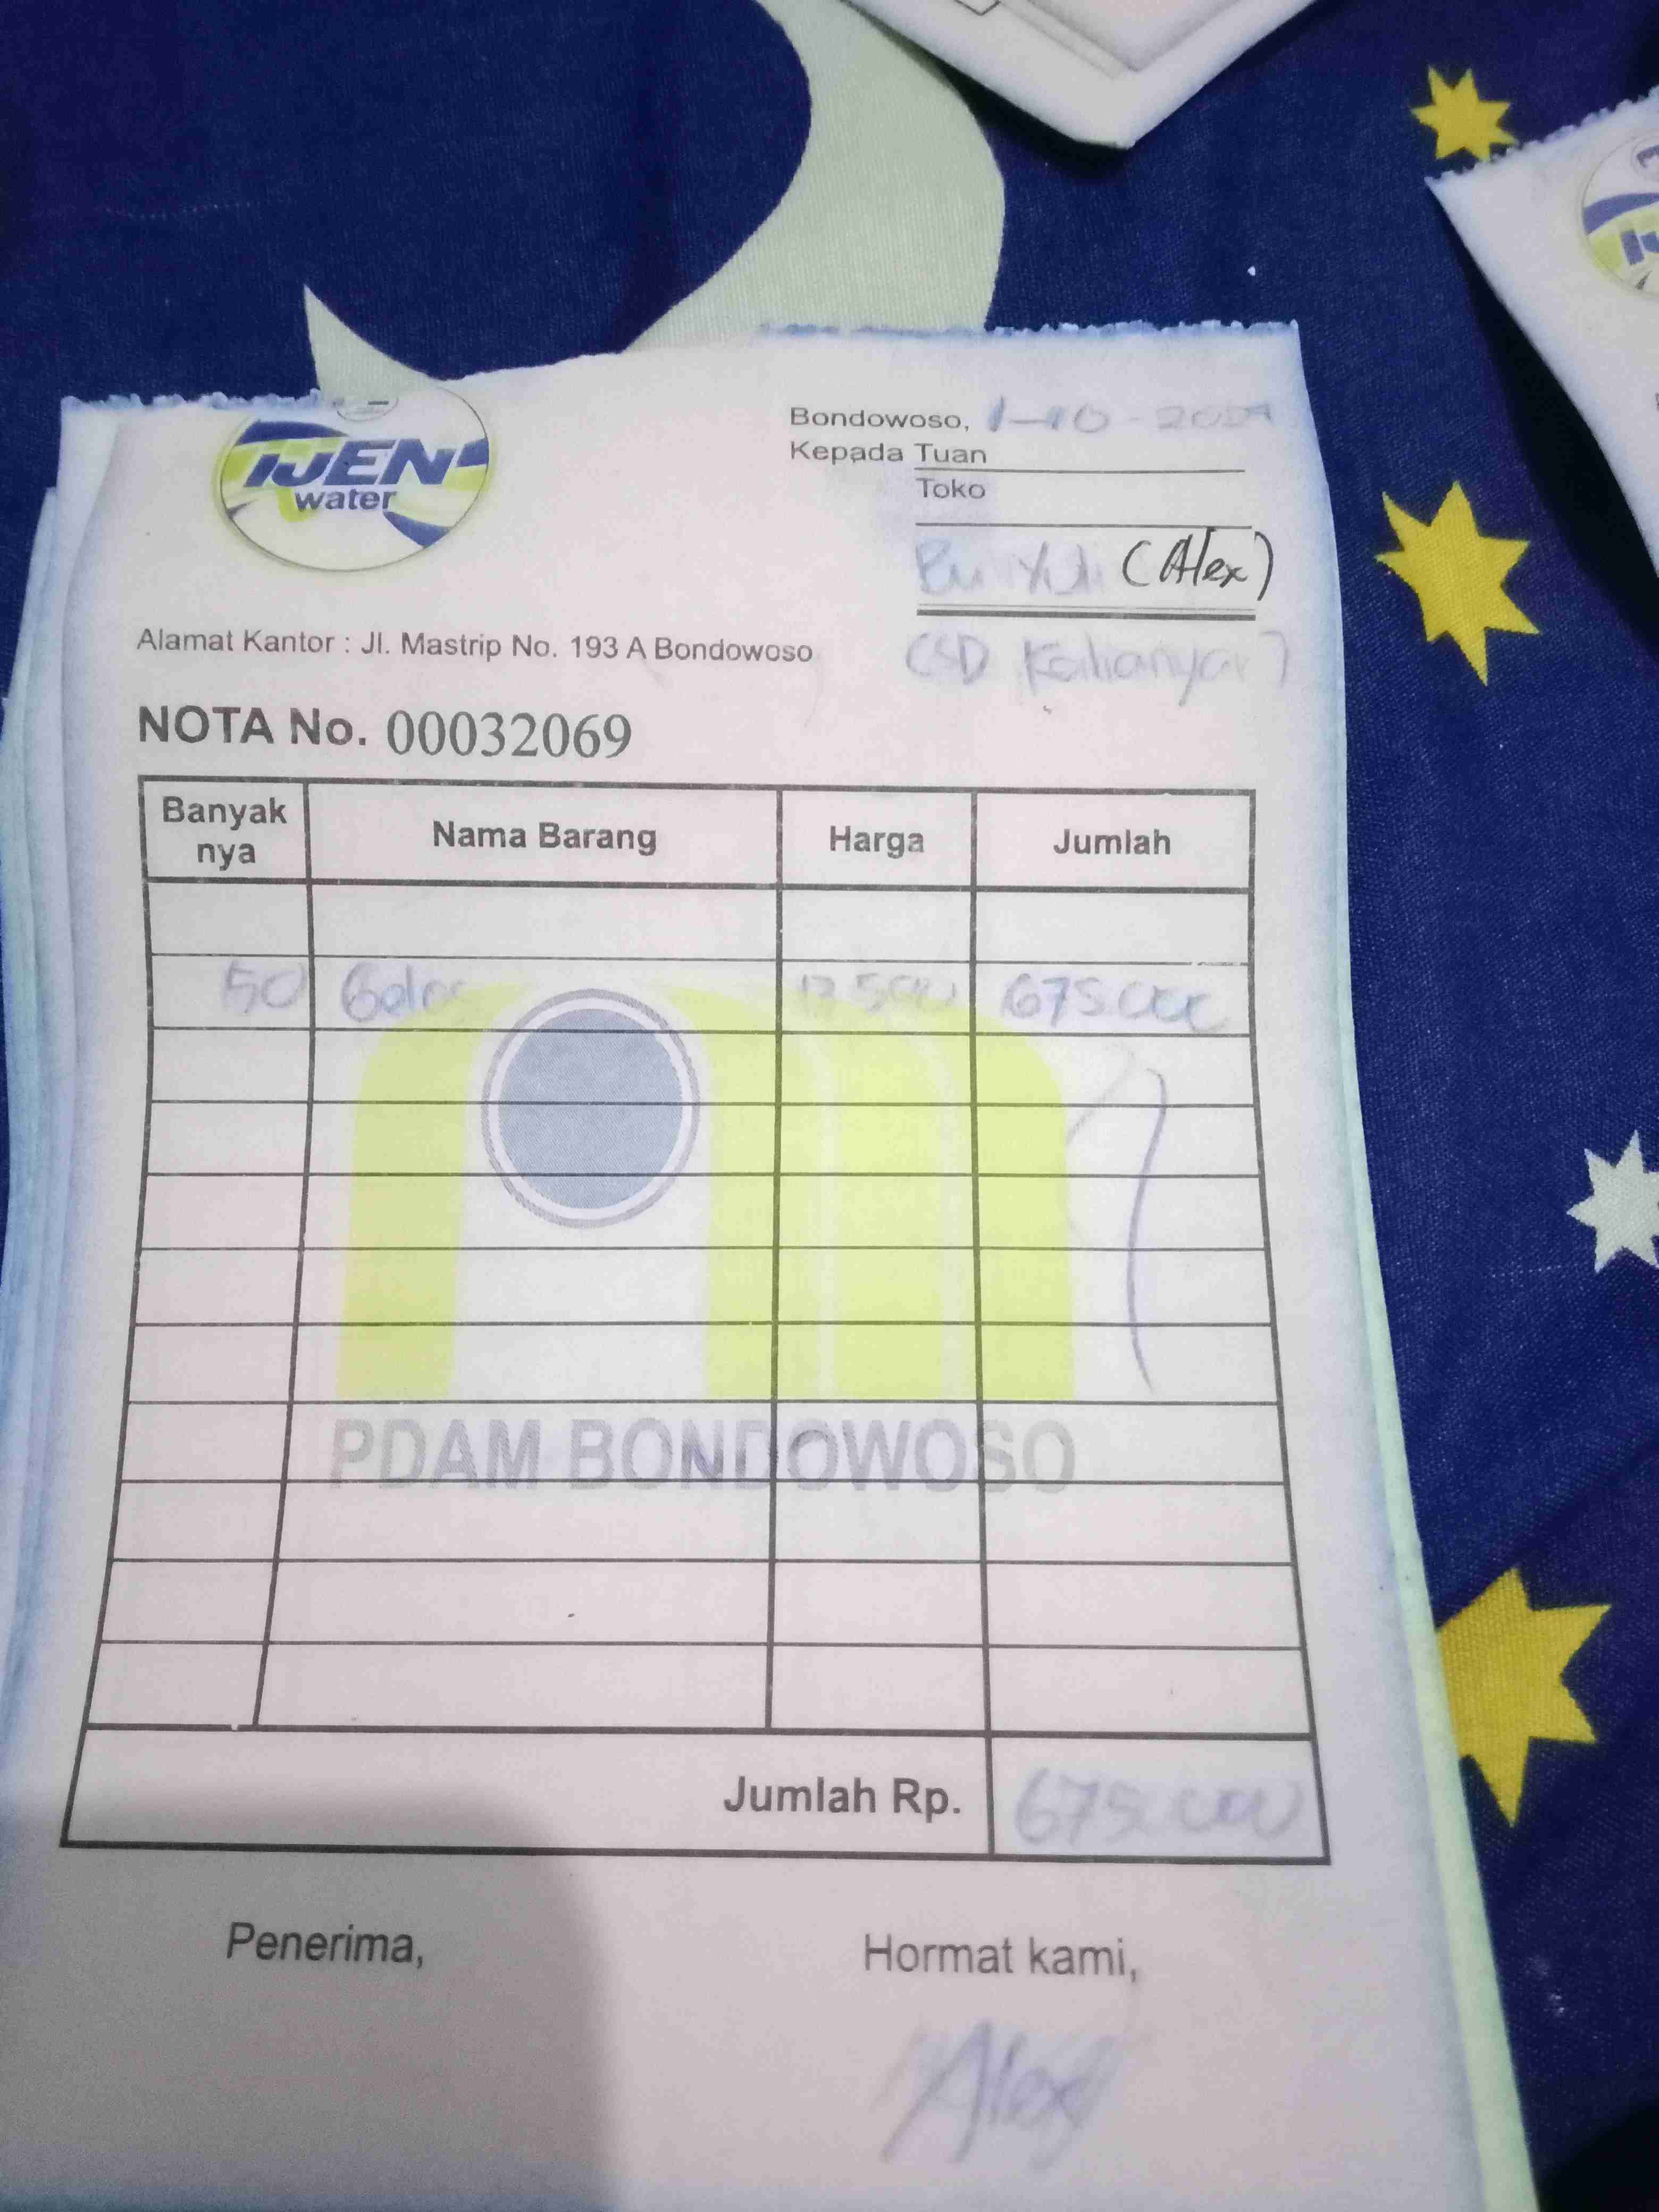 IJEN
water
Bondowoso, 1-10-2021
Kepada Tuan
Toko
Bu Yuli (Alex)
(SD Kalianyar)
Alamat Kantor : Jl. Mastrip No. 193 A Bondowoso
NOTA No. 00032069
Banyak nya Nama Barang Harga Jumlah
50 Gelas 13.500 675.000
PDAM BONDOWOSO
Jumlah Rp. 675.000
Penerima, Hormat kami,
Alex